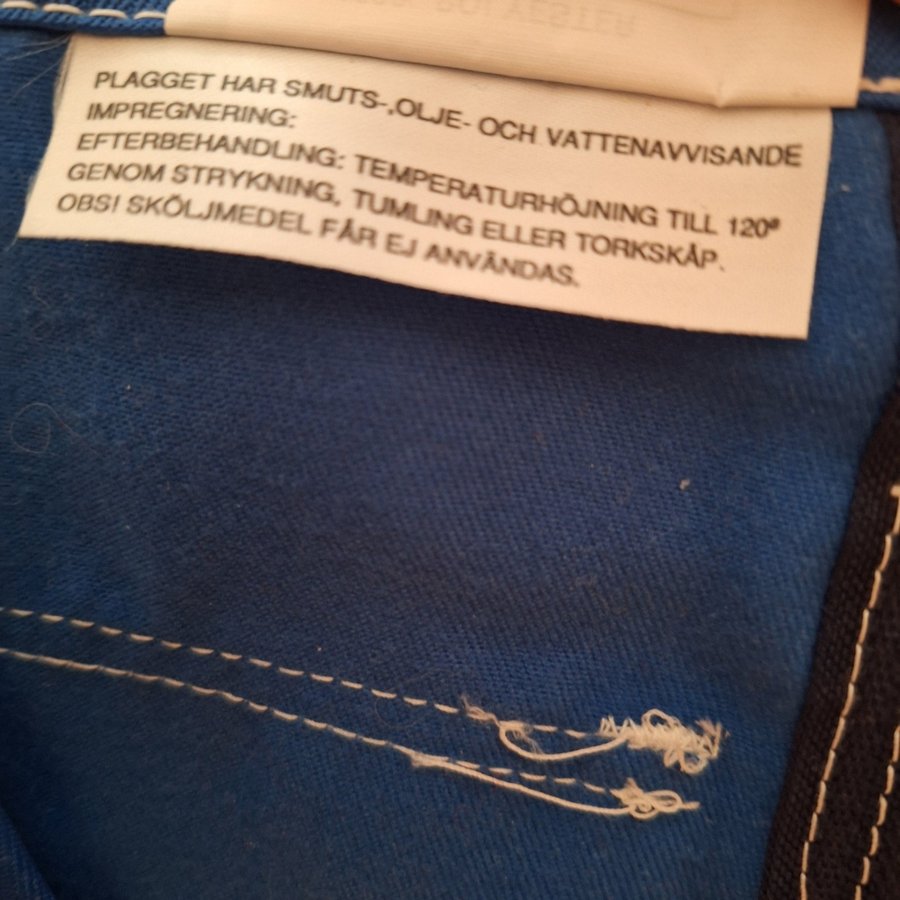 PLAGGET HAR SMUTS-,OLJE- OCH VATTENAVVISANDE
IMPREGNERING:
EFTERBEHANDLING: TEMPERATURHÖJNING TILL 120°
GENOM STRYKNING, TUMLING ELLER TORKSKÅP.
OBS! SKÖLJMEDEL FÅR EJ ANVÄNDAS.